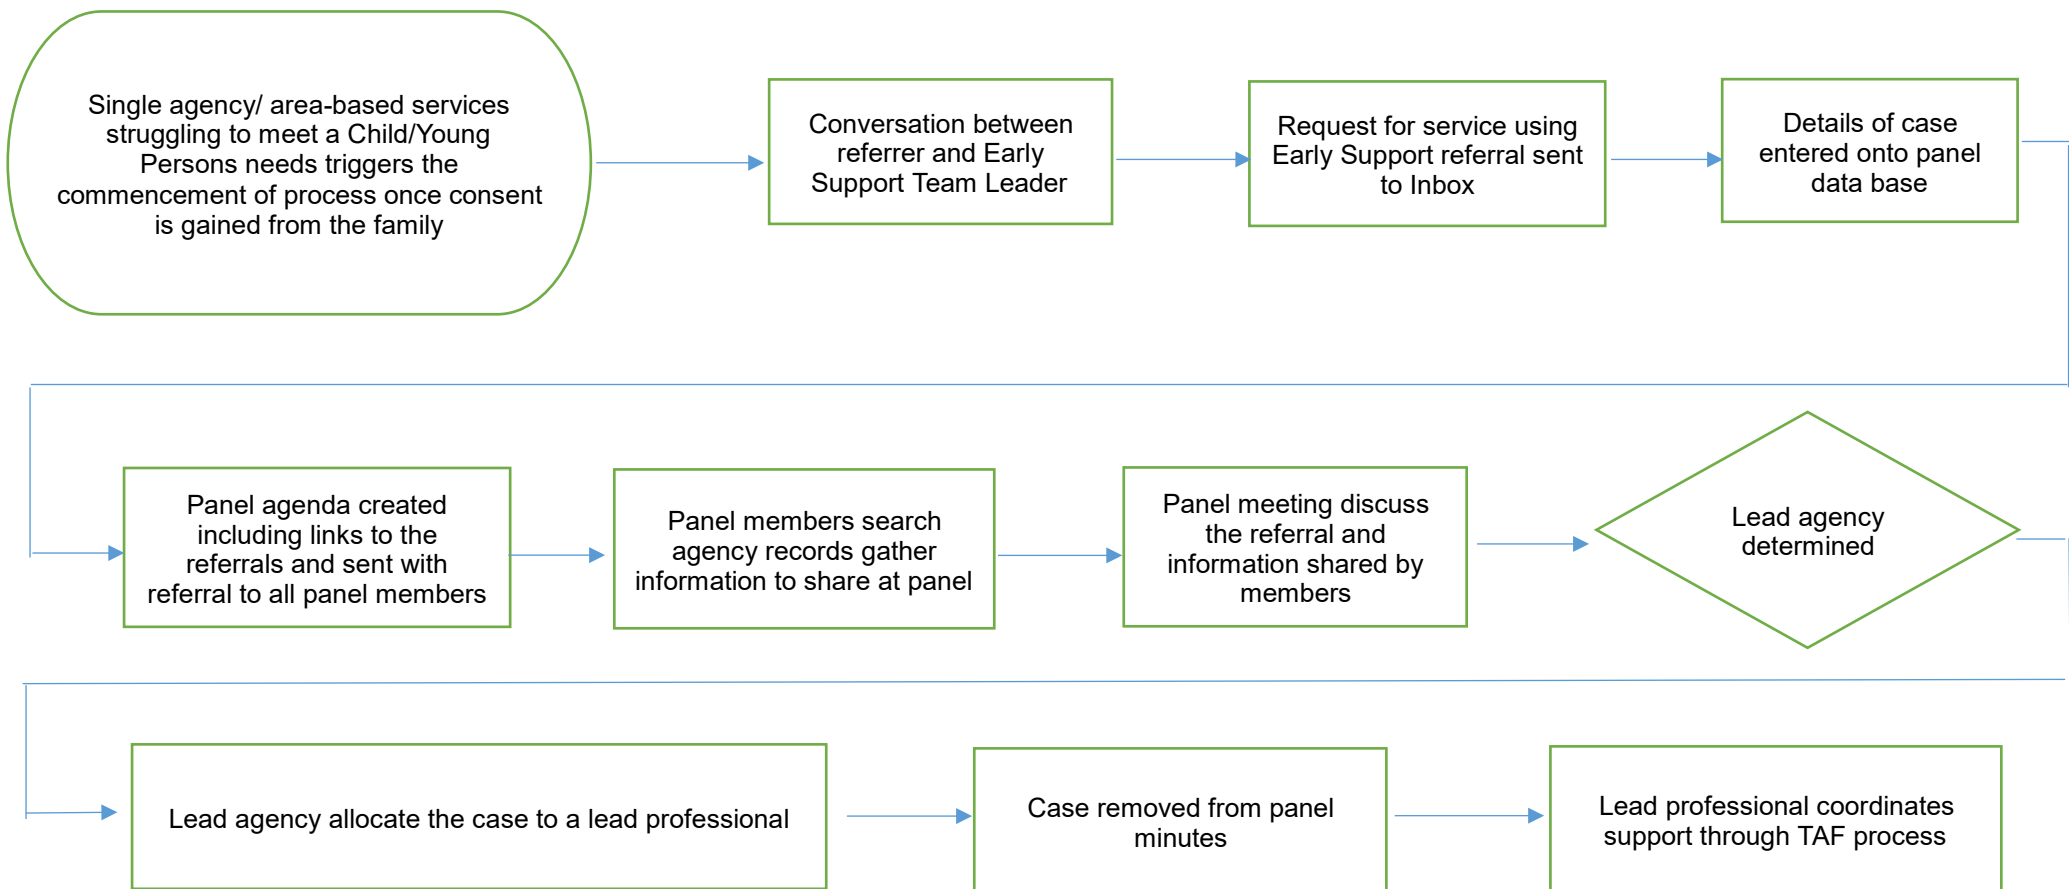 Single agency/ area-based services
struggling to meet a Child/Young
Persons needs triggers the
commencement of process once consent
is gained from the family
Conversation between
referrer and Early
Support Team Leader
Request for service using
Early Support referral sent
to Inbox
Details of case
entered onto panel
data base
Panel agenda created
including links to the
referrals and sent with
referral to all panel members
Panel members search
agency records gather
information to share at panel
Panel meeting discuss
the referral and
information shared by
members
Lead agency
determined
Lead agency allocate the case to a lead professional
Case removed from panel
minutes
Lead professional coordinates
support through TAF process